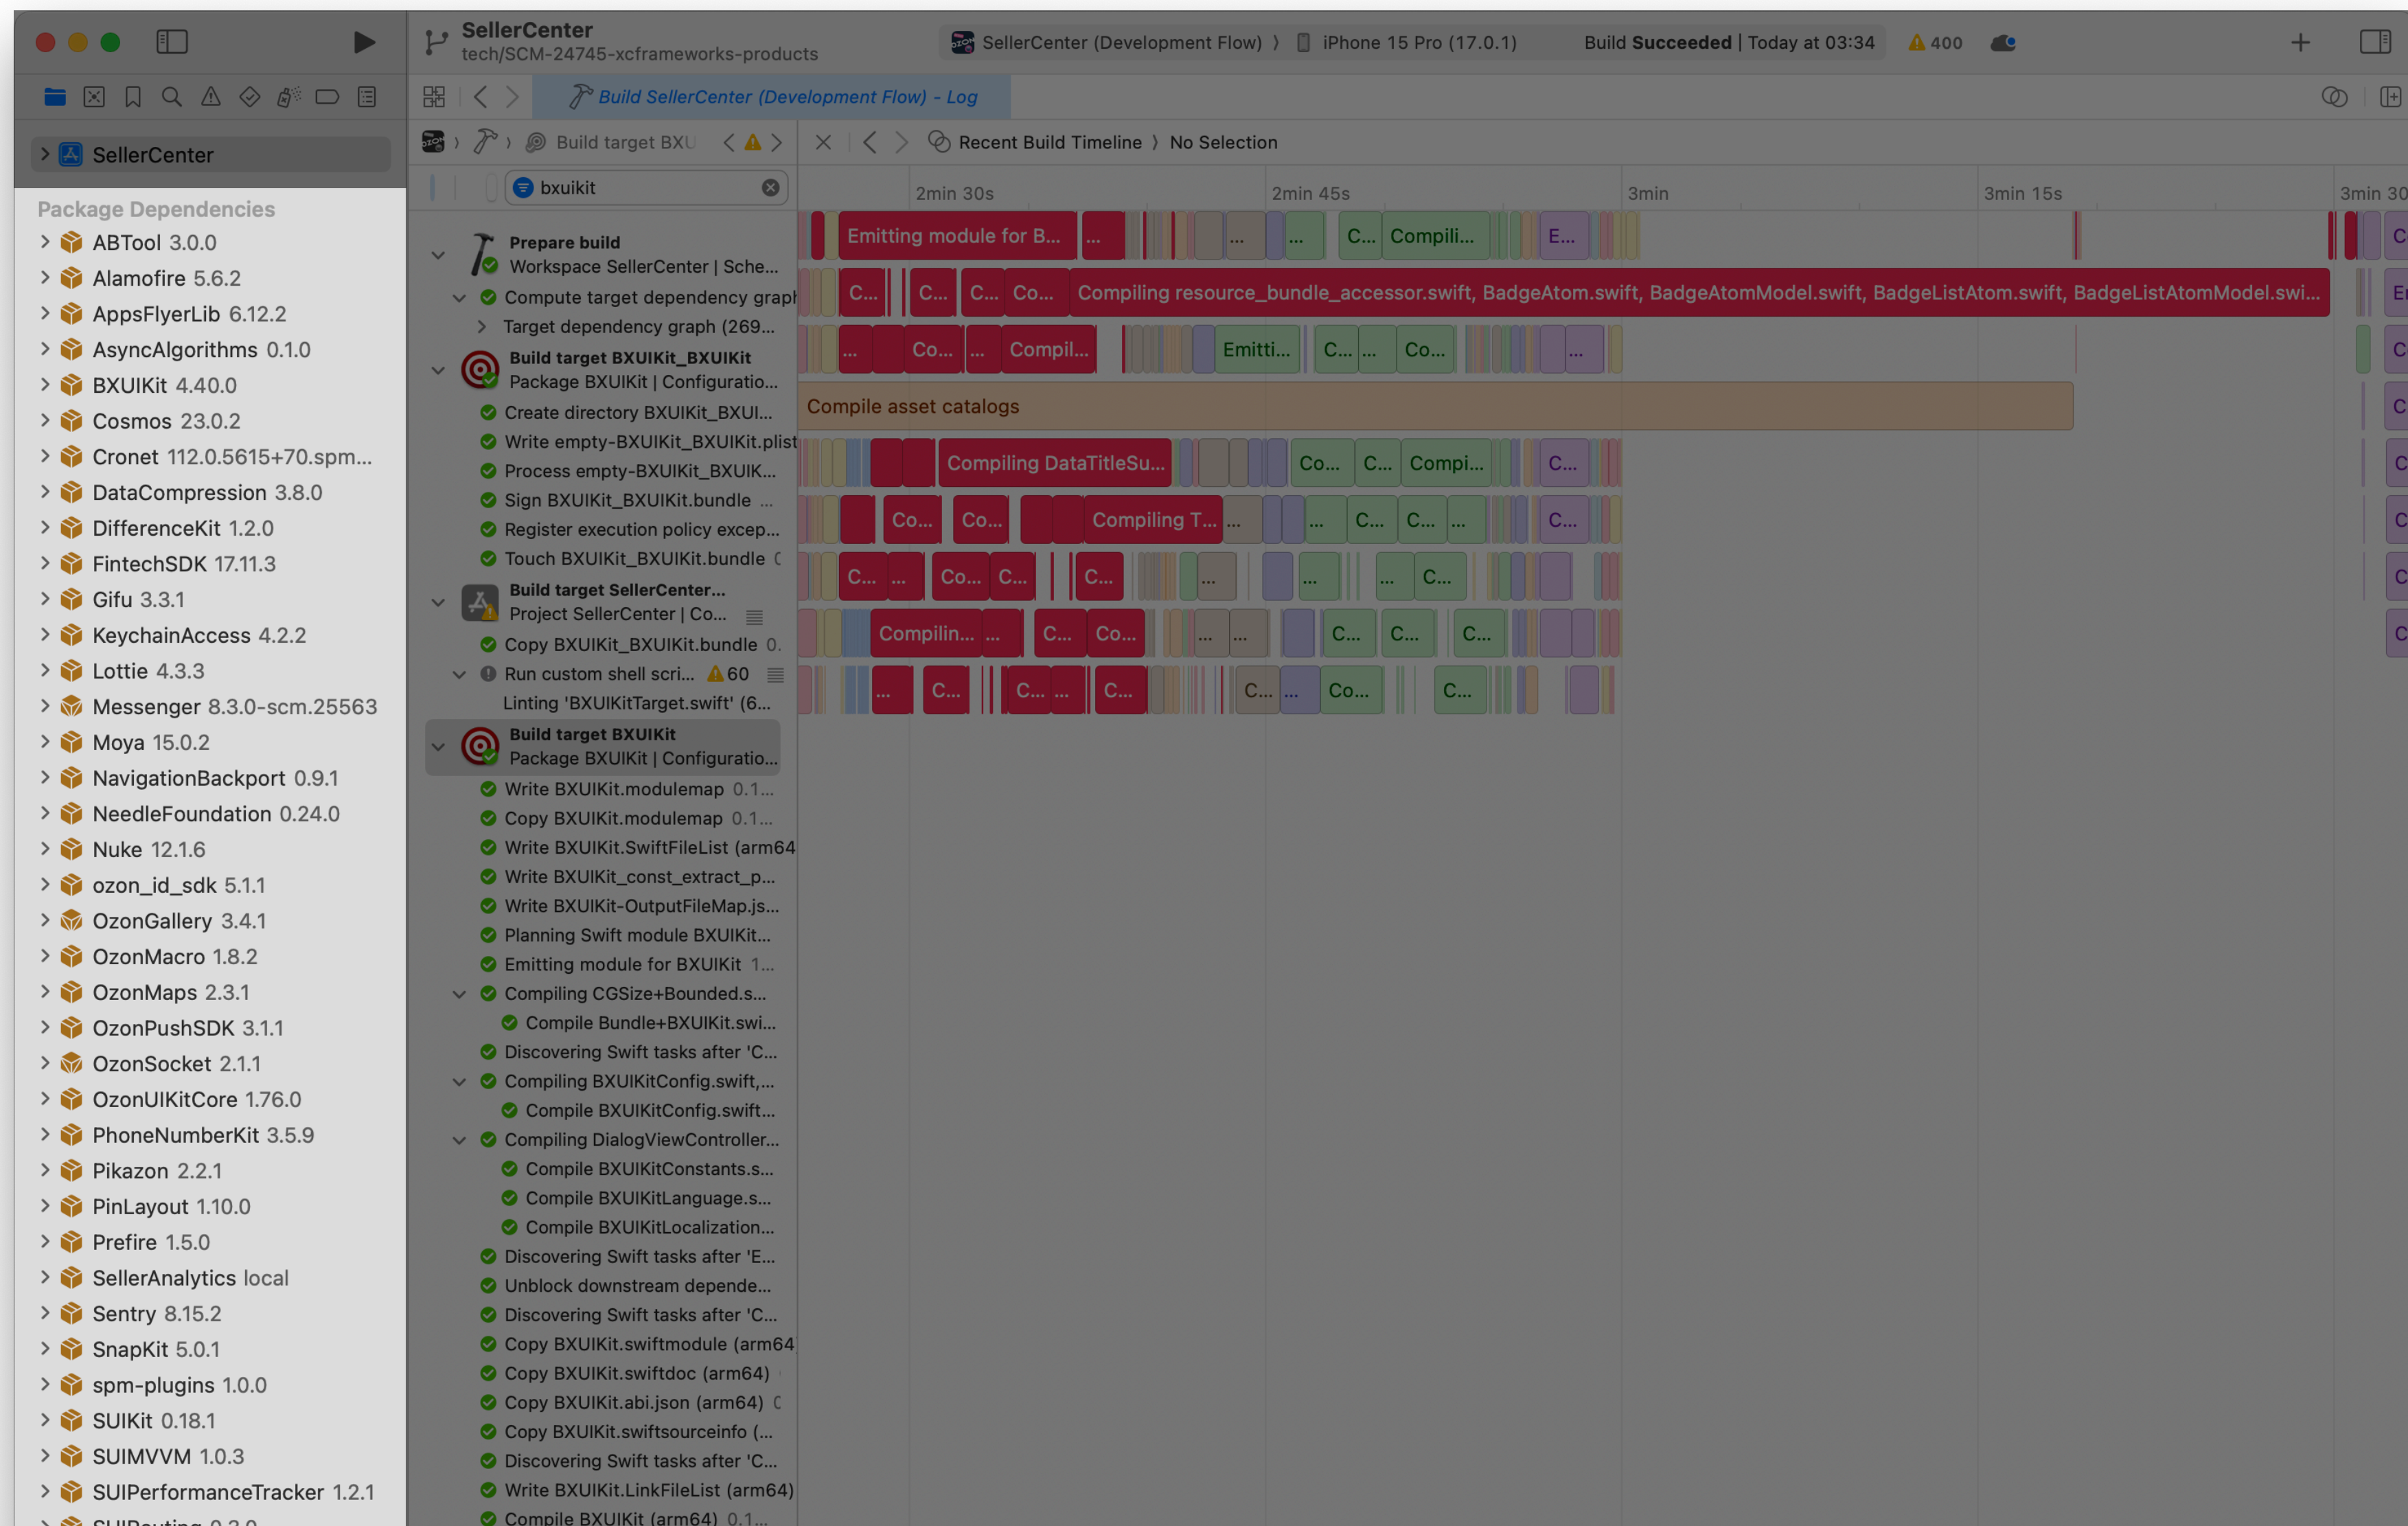 SellerCenter
tech/SCM-24745-xcframeworks-products
SellerCenter (Development Flow) 〉 iPhone 15 Pro (17.0.1)
Build Succeeded | Today at 03:34
400
Build SellerCenter (Development Flow) - Log
SellerCenter
Build target BXU
Recent Build Timeline 〉 No Selection
bxuikit
2min 30s
2min 45s
3min
3min 15s
3min 30
Package Dependencies
ABTool 3.0.0
Alamofire 5.6.2
AppsFlyerLib 6.12.2
AsyncAlgorithms 0.1.0
BXUIKit 4.40.0
Cosmos 23.0.2
Cronet 112.0.5615+70.spm...
DataCompression 3.8.0
DifferenceKit 1.2.0
FintechSDK 17.11.3
Gifu 3.3.1
KeychainAccess 4.2.2
Lottie 4.3.3
Messenger 8.3.0-scm.25563
Moya 15.0.2
NavigationBackport 0.9.1
NeedleFoundation 0.24.0
Nuke 12.1.6
ozon_id_sdk 5.1.1
OzonGallery 3.4.1
OzonMacro 1.8.2
OzonMaps 2.3.1
OzonPushSDK 3.1.1
OzonSocket 2.1.1
OzonUIKitCore 1.76.0
PhoneNumberKit 3.5.9
Pikazon 2.2.1
PinLayout 1.10.0
Prefire 1.5.0
SellerAnalytics local
Sentry 8.15.2
SnapKit 5.0.1
spm-plugins 1.0.0
SUIKit 0.18.1
SUIMVVM 1.0.3
SUIPerformanceTracker 1.2.1
Prepare build
Workspace SellerCenter | Sche...
Compute target dependency graph
Target dependency graph (269...
Build target BXUIKit_BXUIKit
Package BXUIKit | Configuratio...
Create directory BXUIKit_BXUI...
Write empty-BXUIKit_BXUIKit.plist
Process empty-BXUIKit_BXUIK...
Sign BXUIKit_BXUIKit.bundle ...
Register execution policy excep...
Touch BXUIKit_BXUIKit.bundle
Build target SellerCenter...
Project SellerCenter | Co...
Copy BXUIKit_BXUIKit.bundle 0.
Run custom shell scri... 60
Linting 'BXUIKitTarget.swift' (6...
Build target BXUIKit
Package BXUIKit | Configuratio...
Write BXUIKit.modulemap 0.1...
Copy BXUIKit.modulemap 0.1...
Write BXUIKit.SwiftFileList (arm64
Write BXUIKit_const_extract_p...
Write BXUIKit-OutputFileMap.js...
Planning Swift module BXUIKit...
Emitting module for BXUIKit 1...
Compiling CGSize+Bounded.s...
Compile Bundle+BXUIKit.swi...
Discovering Swift tasks after 'C...
Compiling BXUIKitConfig.swift,...
Compile BXUIKitConfig.swift...
Compiling DialogViewController...
Compile BXUIKitConstants.s...
Compile BXUIKitLanguage.s...
Compile BXUIKitLocalization...
Discovering Swift tasks after 'E...
Unblock downstream depende...
Discovering Swift tasks after 'C...
Copy BXUIKit.swiftmodule (arm64
Copy BXUIKit.swiftdoc (arm64)
Copy BXUIKit.abi.json (arm64)
Copy BXUIKit.swiftsourceinfo (...
Discovering Swift tasks after 'C...
Write BXUIKit.LinkFileList (arm64)
Compile BXUIKit (arm64) 0.1...
Emitting module for B... ... ... ... C... Compili... E... C
C... C... C... Co... Compiling resource_bundle_accessor.swift, BadgeAtom.swift, BadgeAtomModel.swift, BadgeListAtom.swift, BadgeListAtomModel.swi...
... Co... ... Compil... Emitti... C... ... Co... ... C
Compile asset catalogs C
Compiling DataTitleSu... Co... C... Compi... C... C
Co... Co... Compiling T... ... ... C... C... ... C... C
C... ... Co... C... C... ... ... ... C... C
Compilin... ... C... Co... ... ... C... C... C... C
... C... C... ... C... C... ... Co... C...